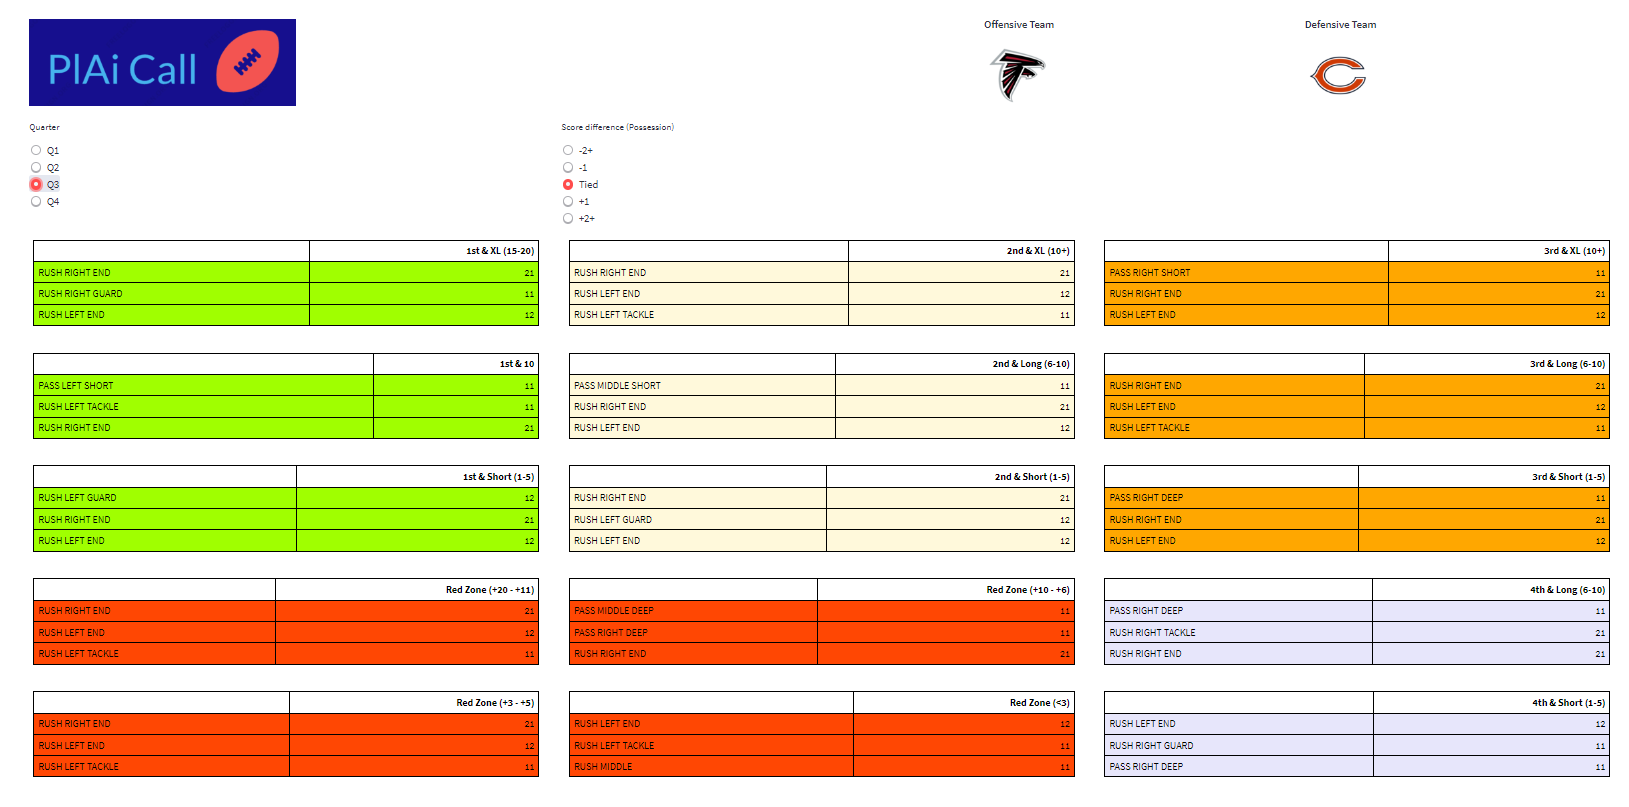 PlAi Call
Offensive Team
Defensive Team
Quarter
Q1
Q2
Q3
Q4
Score difference (Possession)
-2+
-1
Tied
+1
+2+
1st & XL (15-20)
RUSH RIGHT END 21
RUSH RIGHT GUARD 11
RUSH LEFT END 12
2nd & XL (10+)
RUSH RIGHT END 21
RUSH LEFT END 12
RUSH LEFT TACKLE 11
3rd & XL (10+)
PASS RIGHT SHORT 11
RUSH RIGHT END 21
RUSH LEFT END 12
1st & 10
PASS LEFT SHORT 11
RUSH LEFT TACKLE 11
RUSH RIGHT END 21
2nd & Long (6-10)
PASS MIDDLE SHORT 11
RUSH RIGHT END 21
RUSH LEFT END 12
3rd & Long (6-10)
RUSH RIGHT END 21
RUSH LEFT END 12
RUSH LEFT TACKLE 11
1st & Short (1-5)
RUSH LEFT GUARD 12
RUSH RIGHT END 21
RUSH LEFT END 12
2nd & Short (1-5)
RUSH RIGHT END 21
RUSH LEFT GUARD 12
RUSH LEFT END 12
3rd & Short (1-5)
PASS RIGHT DEEP 11
RUSH RIGHT END 21
RUSH LEFT END 12
Red Zone (+20 - +11)
RUSH RIGHT END 21
RUSH LEFT END 12
RUSH LEFT TACKLE 11
Red Zone (+10 - +6)
PASS MIDDLE DEEP 11
PASS RIGHT DEEP 11
RUSH RIGHT END 21
4th & Long (6-10)
PASS RIGHT DEEP 11
RUSH RIGHT TACKLE 21
RUSH RIGHT END 21
Red Zone (+3 - +5)
RUSH RIGHT END 21
RUSH LEFT END 12
RUSH LEFT TACKLE 11
Red Zone (<3)
RUSH LEFT END 12
RUSH LEFT TACKLE 11
RUSH MIDDLE 11
4th & Short (1-5)
RUSH LEFT END 12
RUSH RIGHT GUARD 11
PASS RIGHT DEEP 11